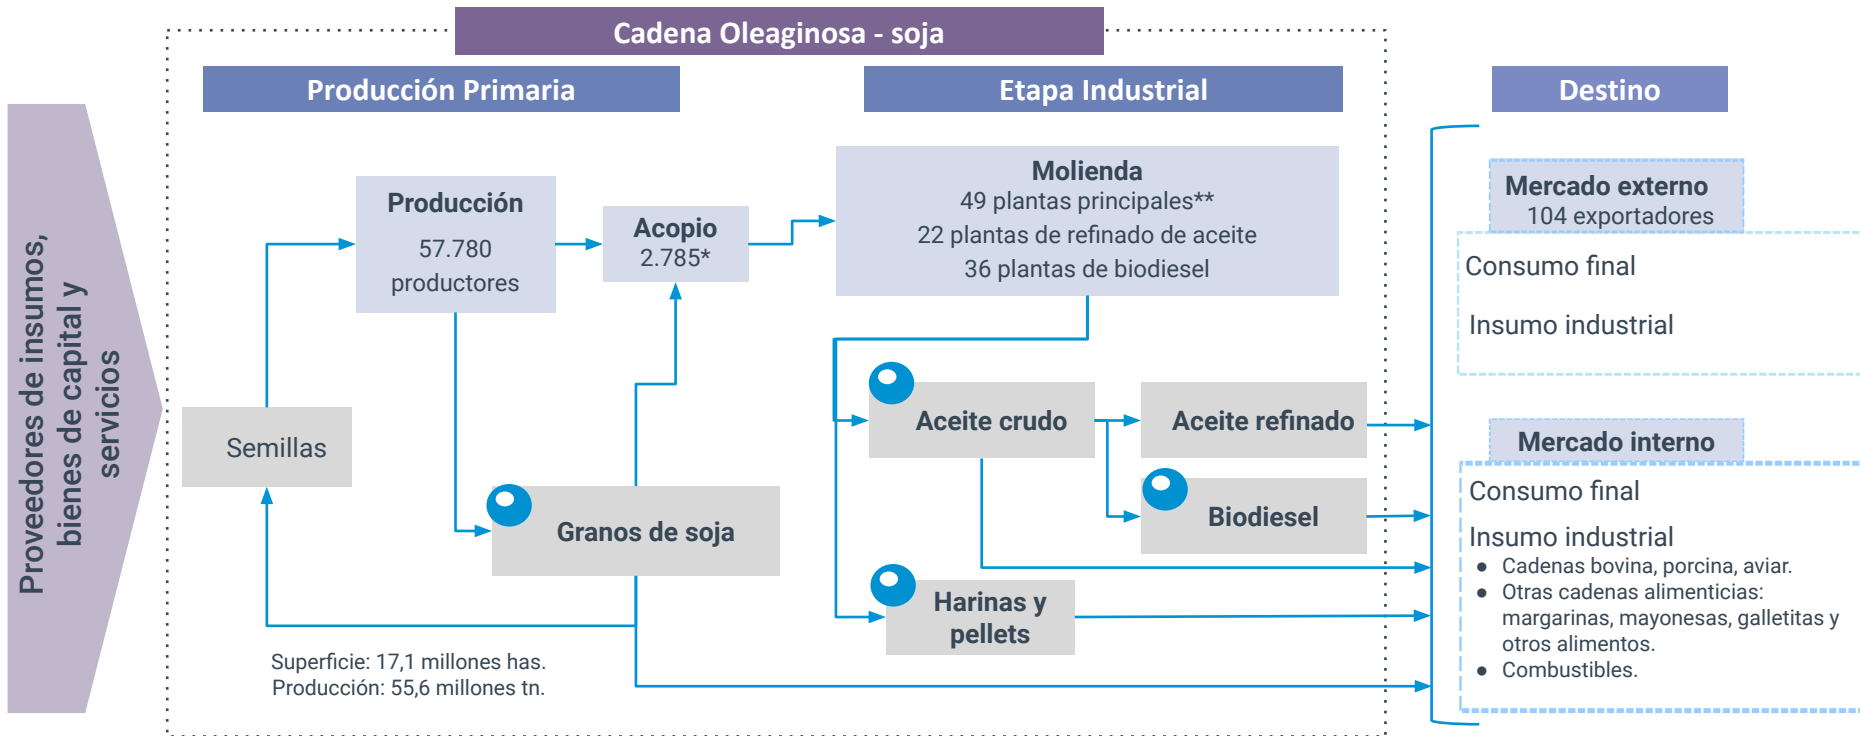 Cadena Oleaginosa - soja
Producción Primaria
Etapa Industrial
Destino
Proveedores de insumos,
bienes de capital y
servicios
Producción
57.780
productores
Acopio
2.785*
Molienda
49 plantas principales**
22 plantas de refinado de aceite
36 plantas de biodiesel
Semillas
Granos de soja
Aceite crudo
Aceite refinado
Biodiesel
Harinas y
pellets
Superficie: 17,1 millones has.
Producción: 55,6 millones tn.
Mercado externo
104 exportadores
Consumo final
Insumo industrial
Mercado interno
Consumo final
Insumo industrial
● Cadenas bovina, porcina, aviar.
● Otras cadenas alimenticias:
margarinas, mayonesas, galletitas y
otros alimentos.
● Combustibles.